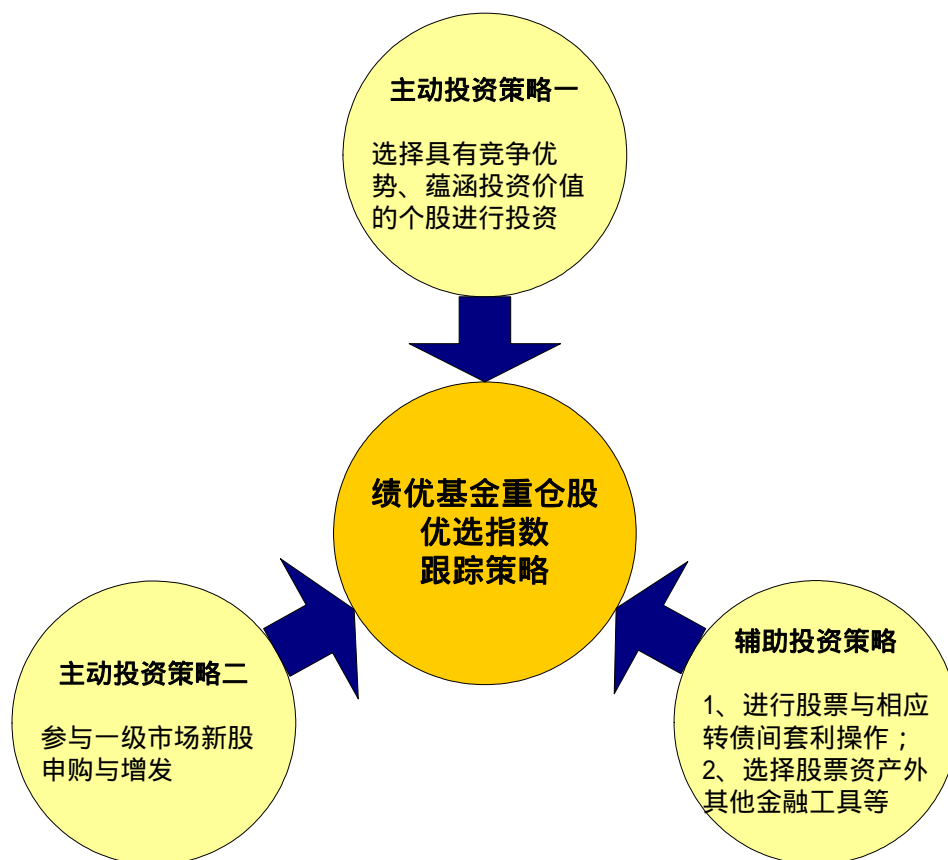 主动投资策略一
选择具有竞争优
势、蕴涵投资价值
的个股进行投资
绩优基金重仓股
优选指数
跟踪策略
主动投资策略二
参与一级市场新股
申购与增发
辅助投资策略
1、进行股票与相应
转债间套利操作；
2、选择股票资产外
其他金融工具等